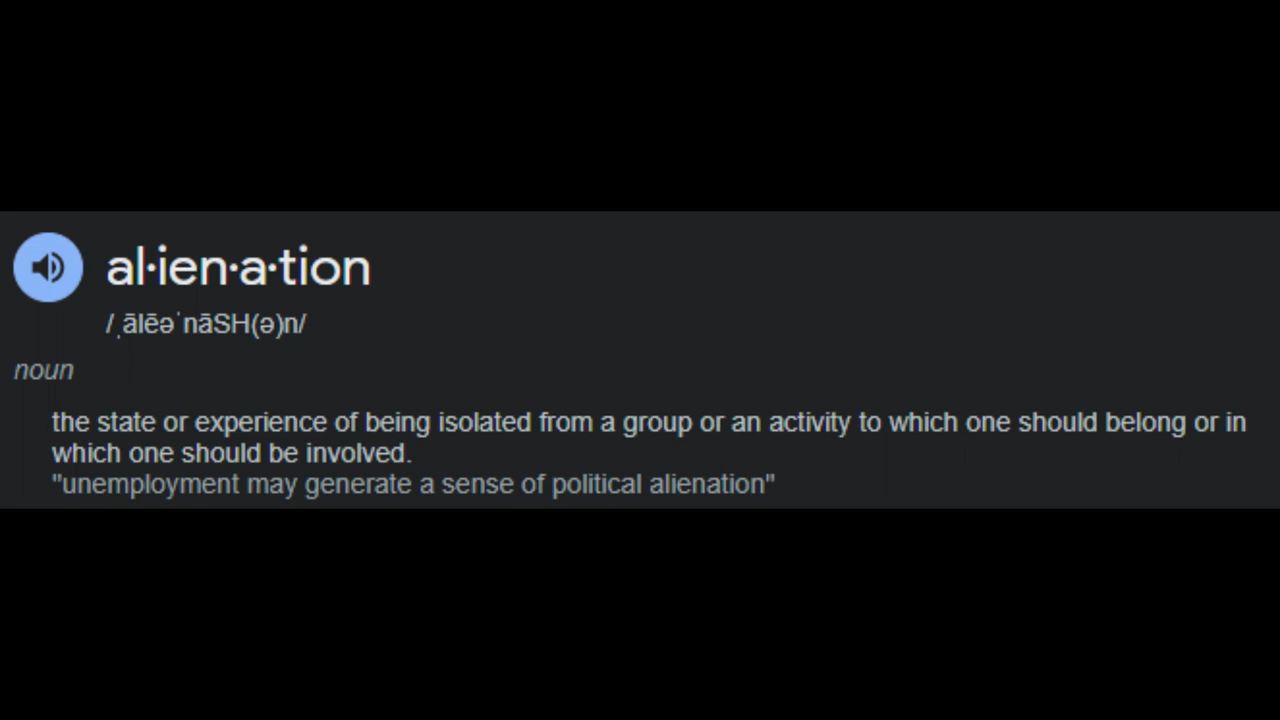 al·ien·a·tion
/ˌālēəˈnāSH(ə)n/
noun
the state or experience of being isolated from a group or an activity to which one should belong or in
which one should be involved.
"unemployment may generate a sense of political alienation"